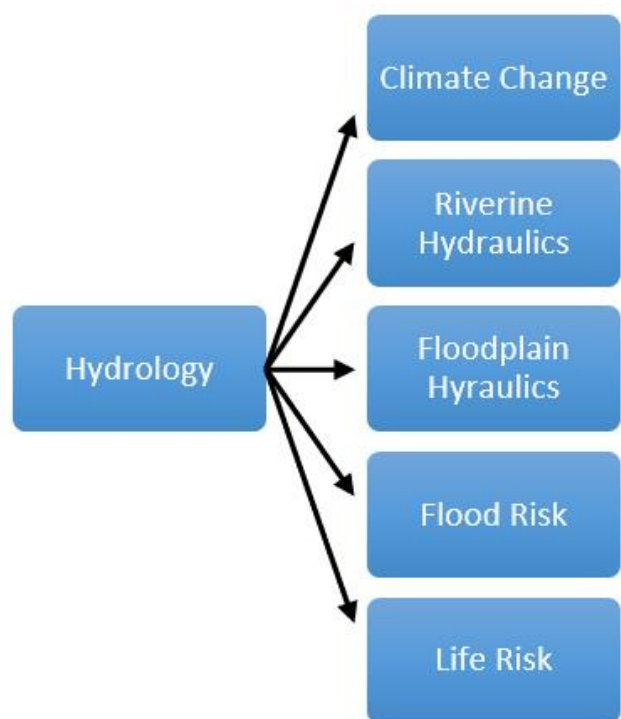 Climate Change
Riverine
Hydraulics
Hydrology
Floodplain
Hyraulics
Flood Risk
Life Risk